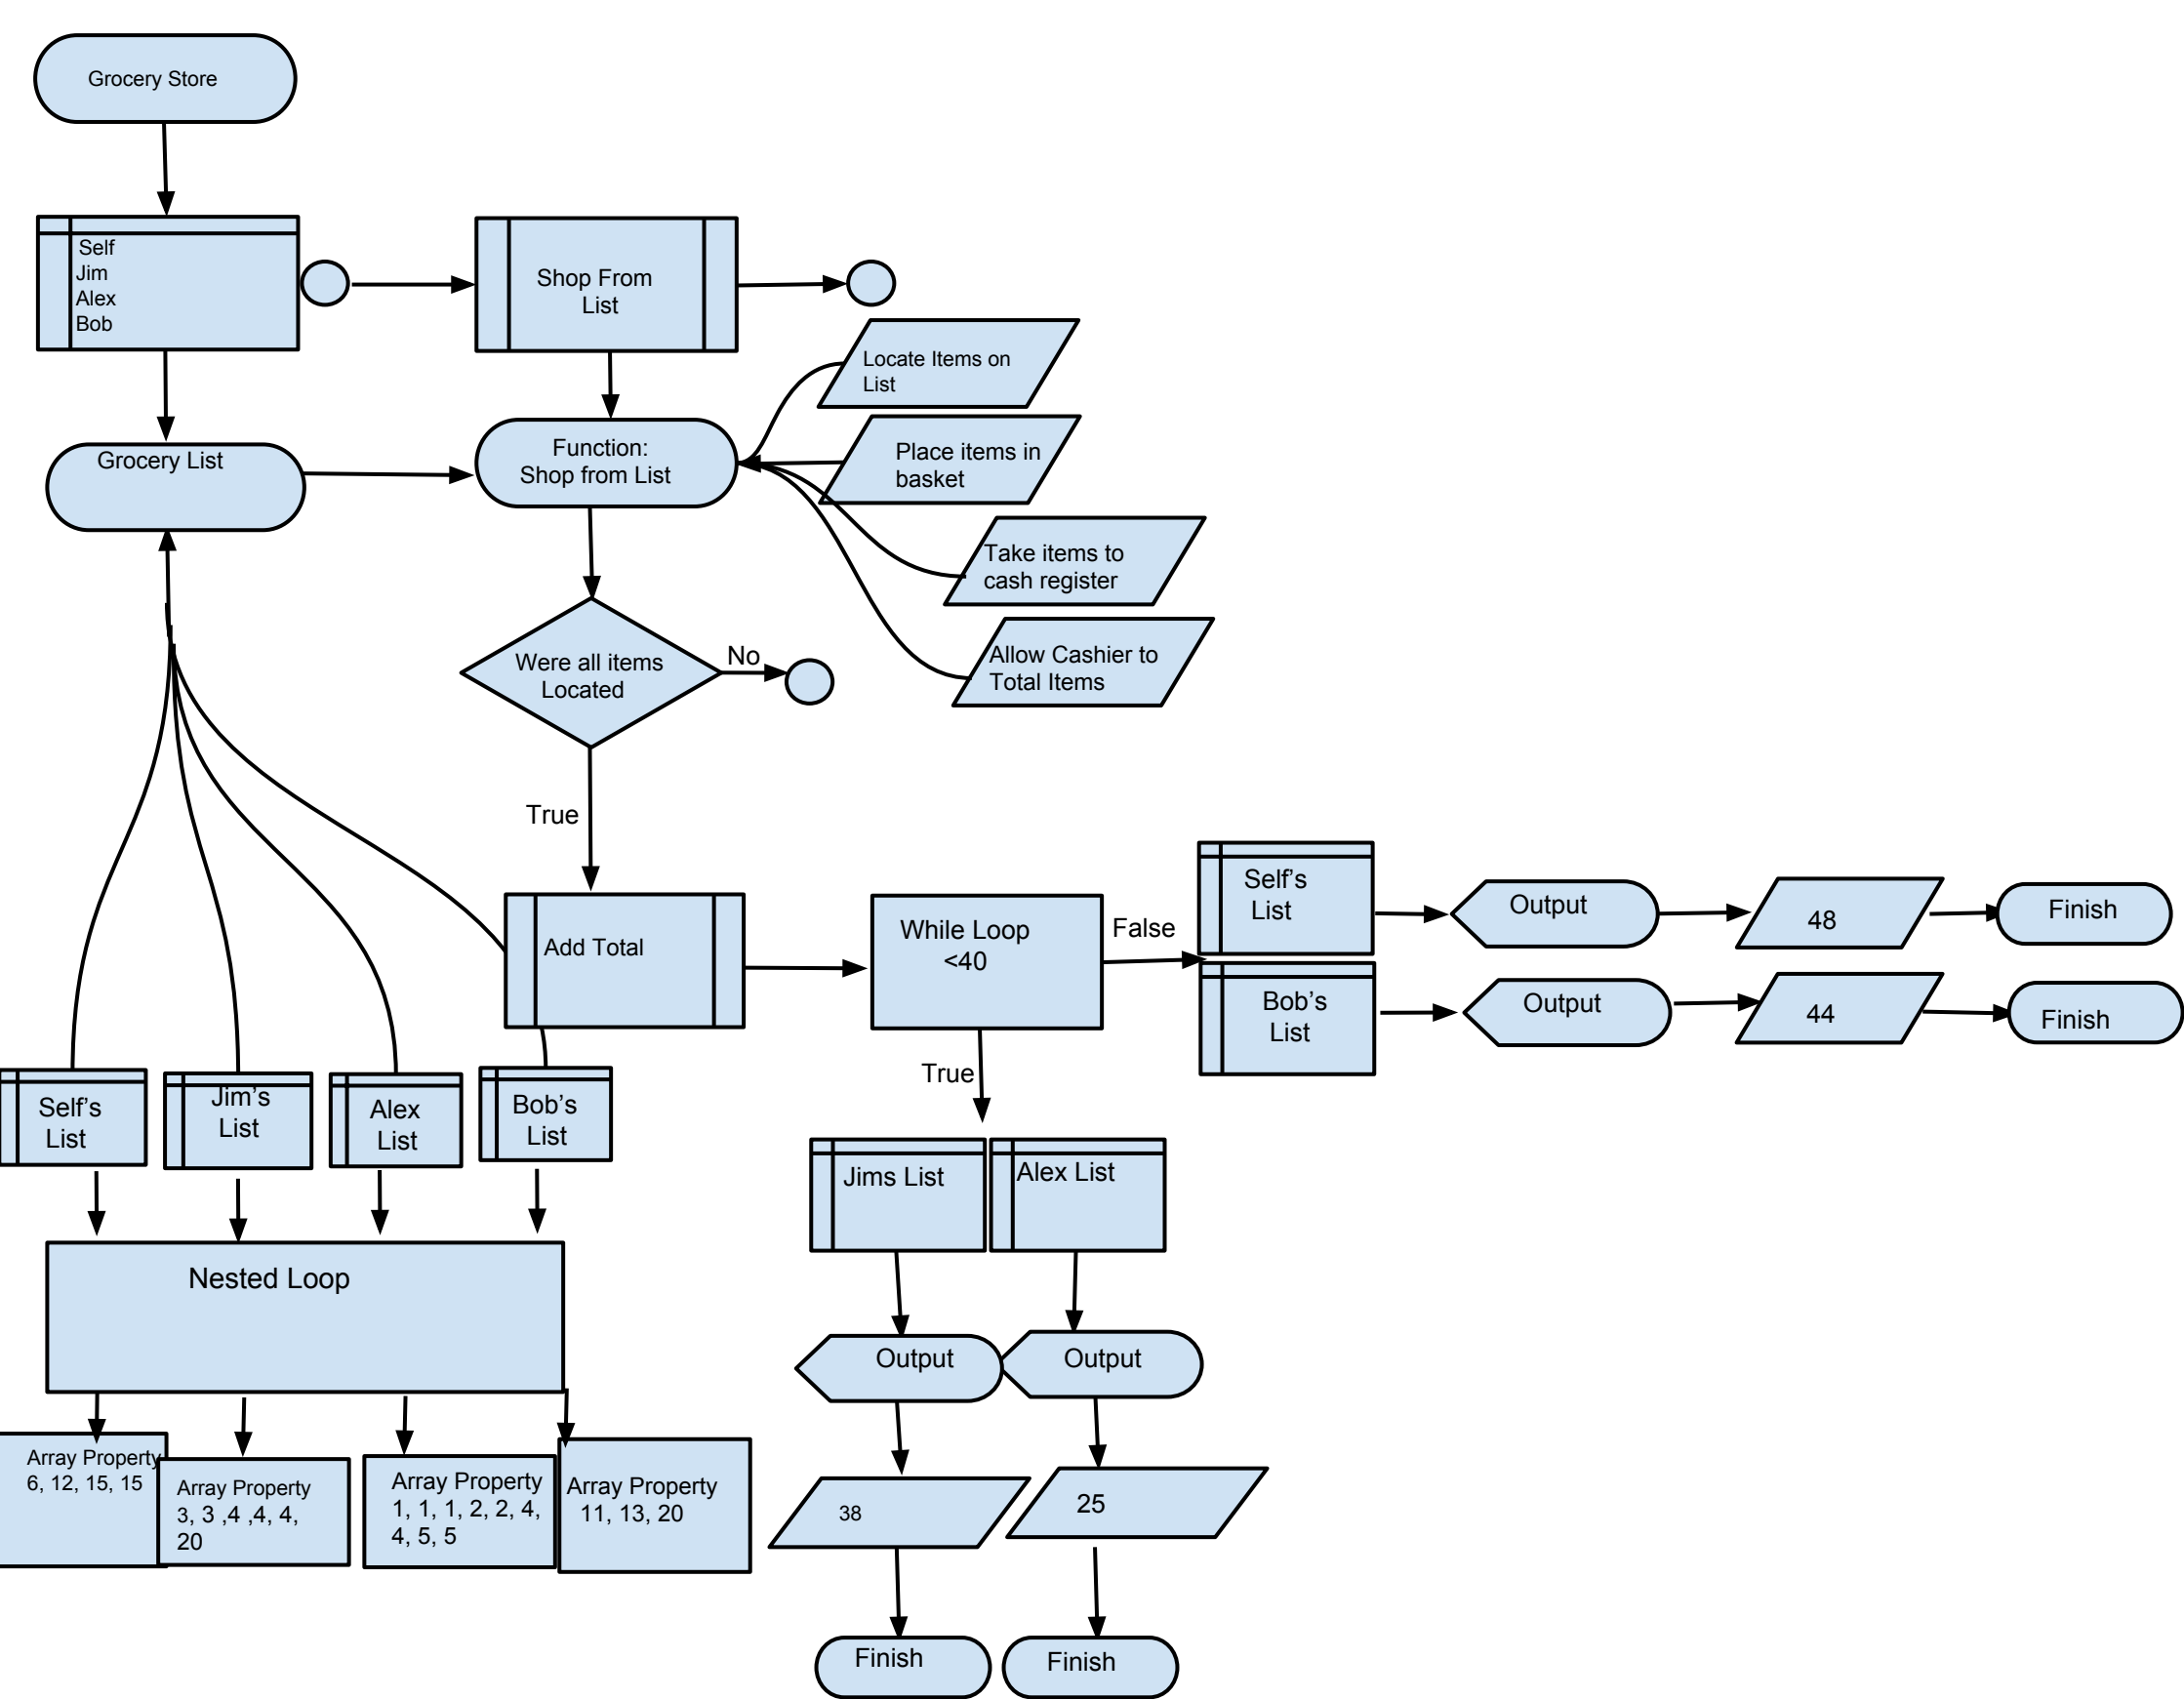 Grocery Store
Self
Jim
Alex
Bob
Shop From
List
Locate Items on
List
Grocery List
Function:
Shop from List
Place items in
basket
Take items to
cash register
Were all items
Located
No
Allow Cashier to
Total Items
True
Add Total
While Loop
<40
False
Self's
List
Output
48
Finish
Bob's
List
Output
44
Finish
True
Self's
List
Jim's
List
Alex
List
Bob's
List
Jims List
Alex List
Nested Loop
Output
Output
Array Property
6, 12, 15, 15
Array Property
3, 3 ,4 ,4, 4,
20
Array Property
1, 1, 1, 2, 2, 4,
4, 5, 5
Array Property
11, 13, 20
38
25
Finish
Finish